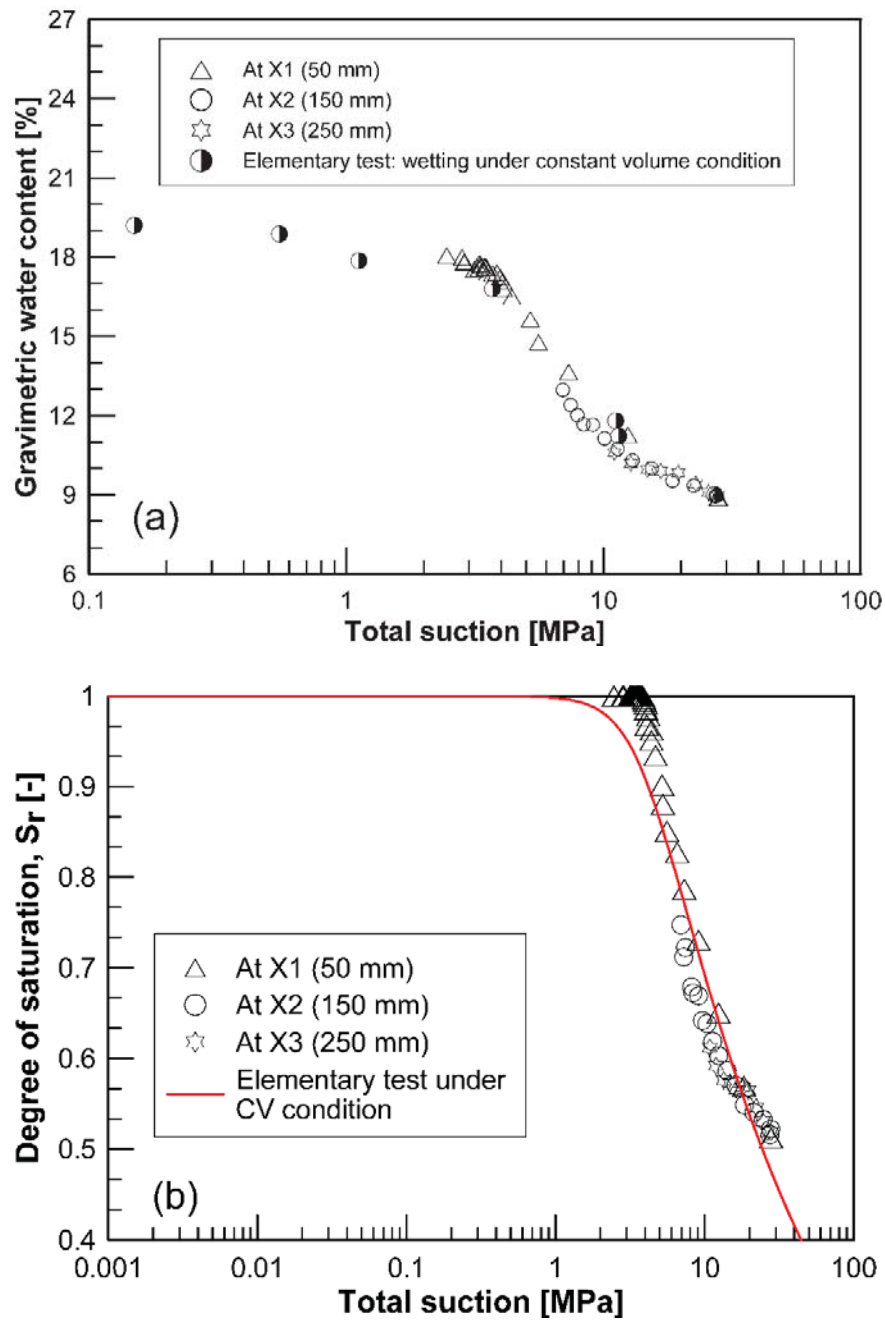 27
24
21
18
15
12
9
6
Gravimetric water content [%]
At X1 (50 mm)
At X2 (150 mm)
At X3 (250 mm)
Elementary test: wetting under constant volume condition
(a)
0.1 1 10 100
Total suction [MPa]
1
0.9
0.8
0.7
0.6
0.5
0.4
Degree of saturation, Sr [-]
At X1 (50 mm)
At X2 (150 mm)
At X3 (250 mm)
Elementary test under
CV condition
(b)
0.001 0.01 0.1 1 10 100
Total suction [MPa]